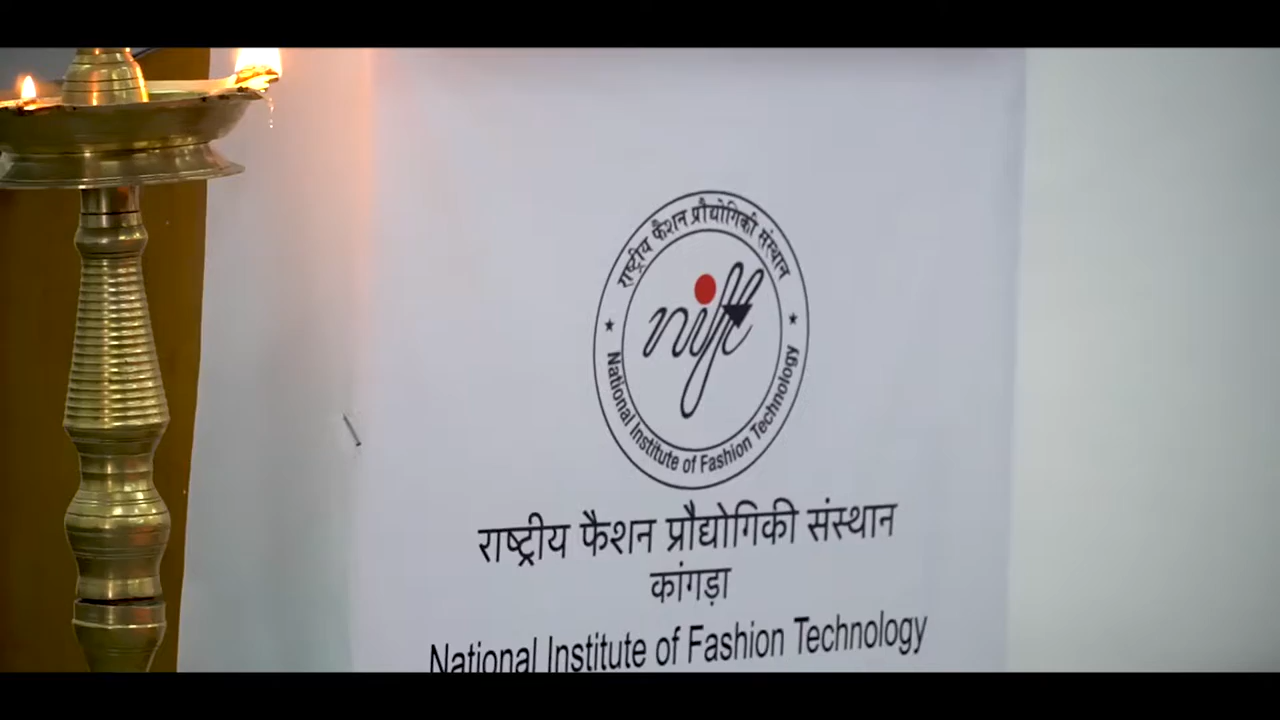 राष्ट्रीय फैशन प्रौद्योगिकी संस्थान
nift
National Institute of Fashion Technology
राष्ट्रीय फैशन प्रौद्योगिकी संस्थान
कांगड़ा
National Institute of Fashion Technology